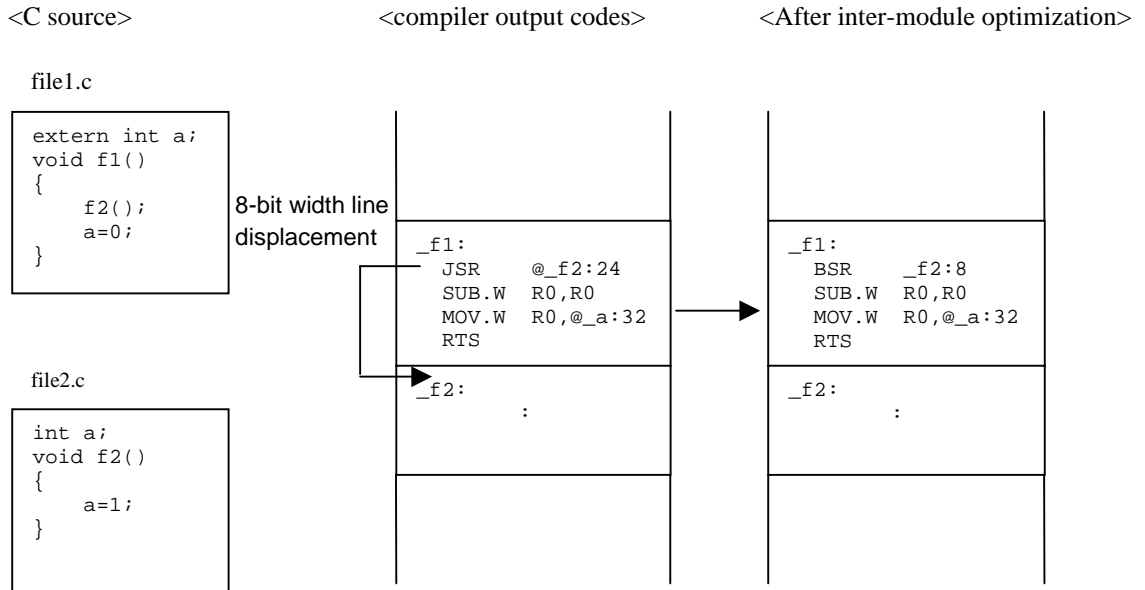 <C source>
<compiler output codes>
<After inter-module optimization>
file1.c
extern int a;
void f1()
{
f2();
a=0;
}
8-bit width line
displacement
_f1:
JSR @_f2:24
SUB.W R0,R0
MOV.W R0,@_a:32
RTS
_f2:
:
_f1:
BSR _f2:8
SUB.W R0,R0
MOV.W R0,@_a:32
RTS
_f2:
:
file2.c
int a;
void f2()
{
a=1;
}